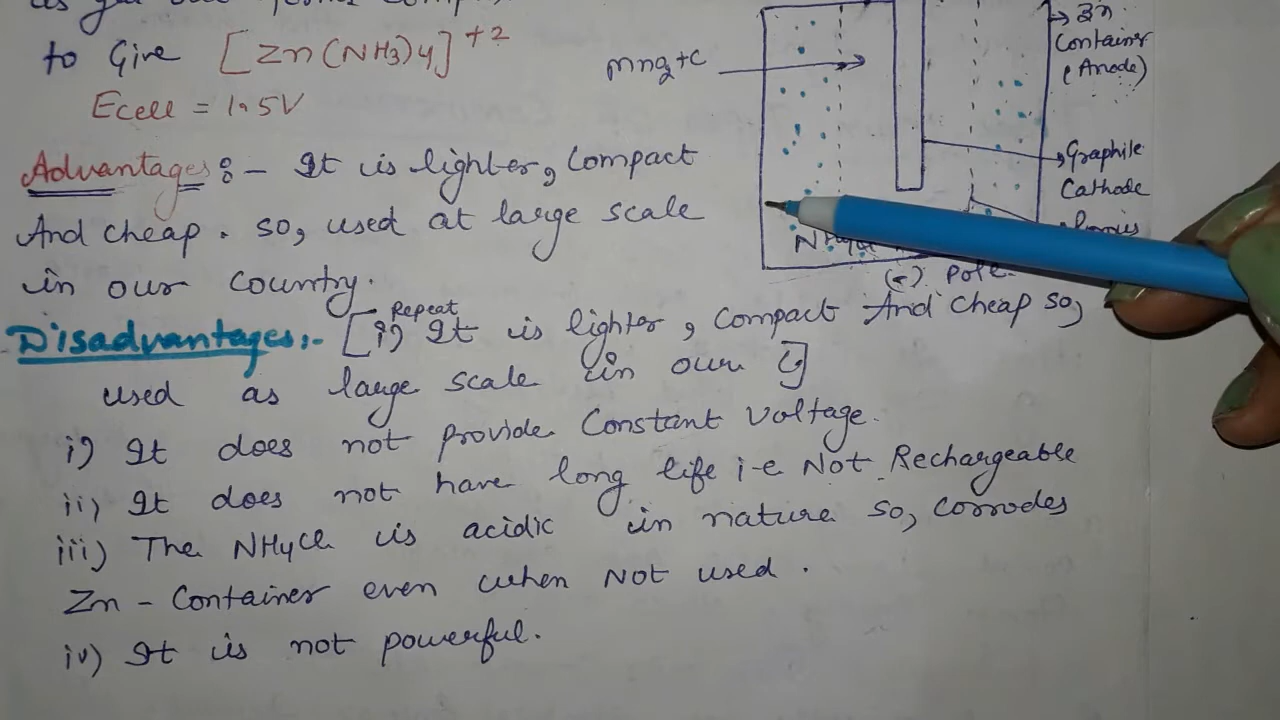 to Give [Zn(NH3)4]+2
Ecell = 1.5V
Advantages :- It is lighter, Compact
And cheap. so, used at large scale
in our country.
Disadvantages:- [i) It is lighter, compact And cheap so,
Repeat
used as large scale in our ]
i) It does not provide Constant Voltage.
ii) It does not have long life i-e Not Rechargeable
iii) The NH4Cl is acidic in nature so, corrodes
Zn - Container even when Not used.
iv) It is not powerful.
MnO2+C
Zn
Container
(Anode)
Graphile
Cathode
(-) Pole